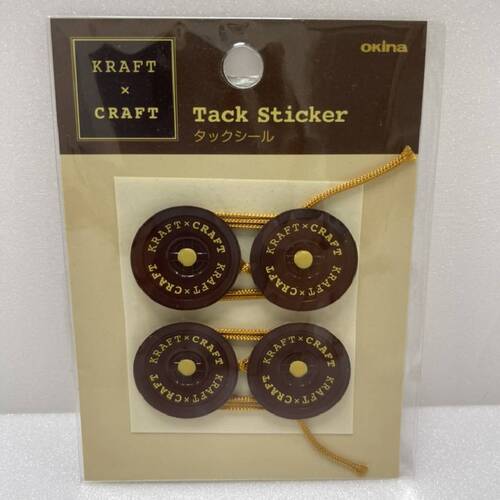 KRAFT
×
CRAFT
OKINA
Tack Sticker
タックシール
KRAFT×CRAFT KRAFT×CRAFT
KRAFT×CRAFT KRAFT×CRAFT
KRAFT×CRAFT KRAFT×CRAFT
KRAFT×CRAFT KRAFT×CRAFT